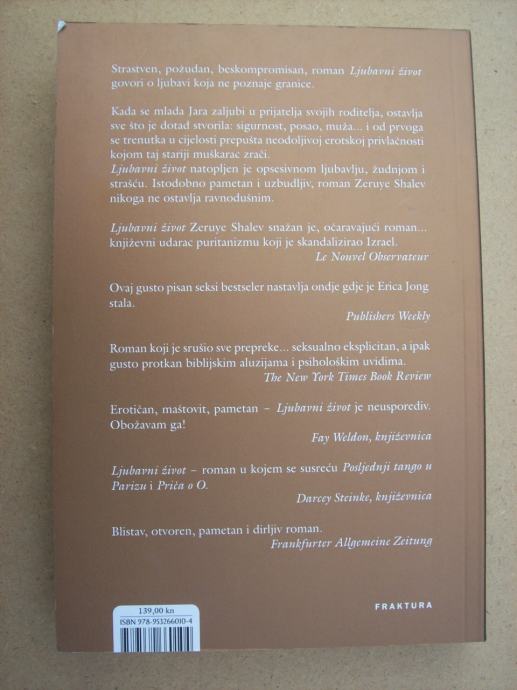 Strastven, požudan, beskompromisan, roman Ljubavni život
govori o ljubavi koja ne poznaje granice.
Kada se mlada Jara zaljubi u prijatelja svojih roditelja, ostavlja
sve što je dotad stvorila: sigurnost, posao, muža... i od prvoga
se trenutka u cijelosti prepušta neodoljivoj erotskoj privlačnosti
kojom taj stariji muškarac zrači.
Ljubavni život natopljen je opsesivnom ljubavlju, žudnjom i
strašću. Istodobno pametan i uzbudljiv, roman Zeruye Shalev
nikoga ne ostavlja ravnodušnim.
Ljubavni život Zeruye Shalev snažan je, očaravajući roman...
književni udarac puritanizmu koji je skandalizirao Izrael.
Le Nouvel Observateur
Ovaj gusto pisan seksi bestseler nastavlja ondje gdje je Erica Jong
stala.
Publishers Weekly
Roman koji je srušio sve prepreke... seksualno eksplicitan, a ipak
gusto protkan biblijskim aluzijama i psihološkim uvidima.
The New York Times Book Review
Erotičan, maštovit, pametan – Ljubavni život je neusporediv.
Obožavam ga!
Fay Weldon, književnica
Ljubavni život – roman u kojem se susreću Posljednji tango u
Parizu i Priča o O.
Darcey Steinke, književnica
Blistav, otvoren, pametan i dirljiv roman.
Frankfurter Allgemeine Zeitung
139,00 kn
ISBN 978-953266010-4
FRAKTURA